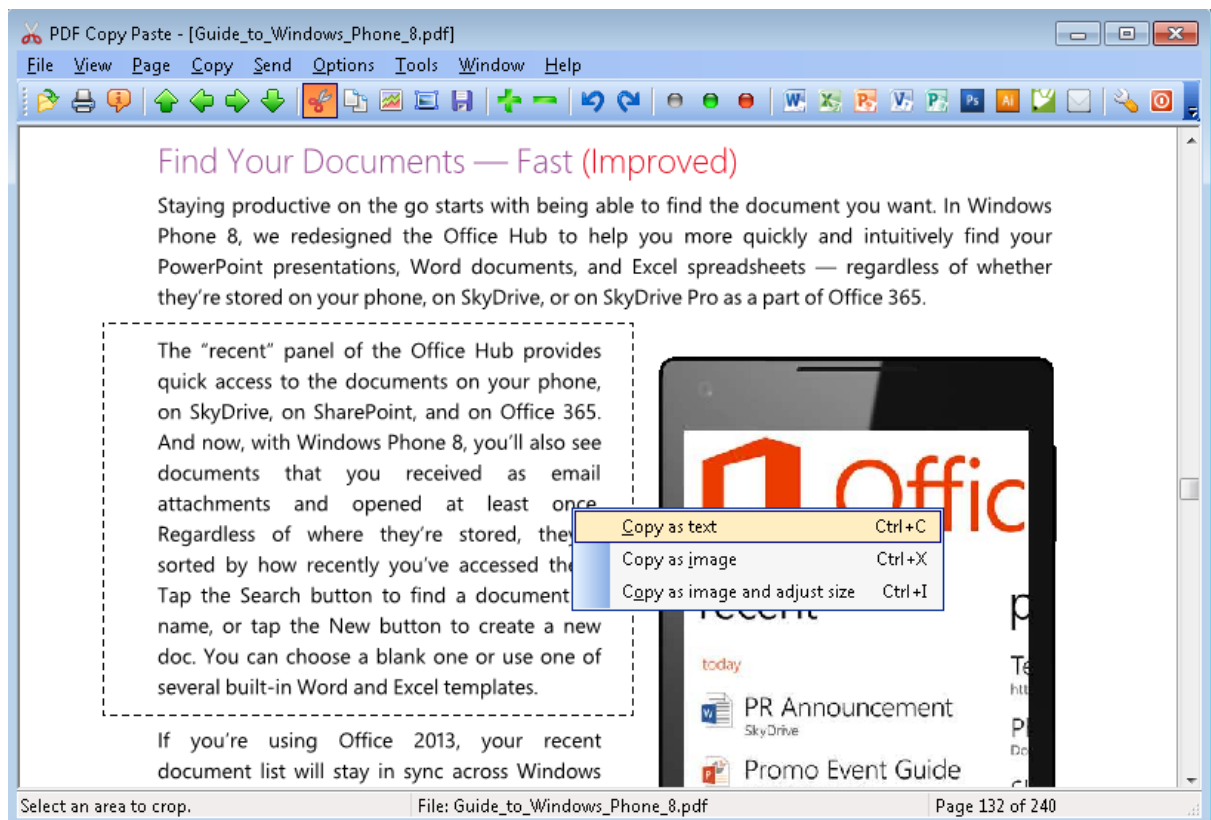 PDF Copy Paste - [Guide_to_Windows_Phone_8.pdf]
File View Page Copy Send Options Tools Window Help
W X P V P Ps Ai
Find Your Documents — Fast (Improved)
Staying productive on the go starts with being able to find the document you want. In Windows
Phone 8, we redesigned the Office Hub to help you more quickly and intuitively find your
PowerPoint presentations, Word documents, and Excel spreadsheets — regardless of whether
they’re stored on your phone, on SkyDrive, or on SkyDrive Pro as a part of Office 365.
The “recent” panel of the Office Hub provides
quick access to the documents on your phone,
on SkyDrive, on SharePoint, and on Office 365.
And now, with Windows Phone 8, you’ll also see
documents that you received as email
attachments and opened at least once.
Regardless of where they’re stored,
sorted by how recently you’ve accessed
Tap the Search button to find a document
name, or tap the New button to create a new
doc. You can choose a blank one or use one of
several built-in Word and Excel templates.
If you’re using Office 2013, your recent
document list will stay in sync across Windows
Copy as text Ctrl+C
Copy as image Ctrl+X
Copy as image and adjust size Ctrl+I
Offic
recent p
today
PR Announcement
SkyDrive
Promo Event Guide
Select an area to crop. File: Guide_to_Windows_Phone_8.pdf Page 132 of 240